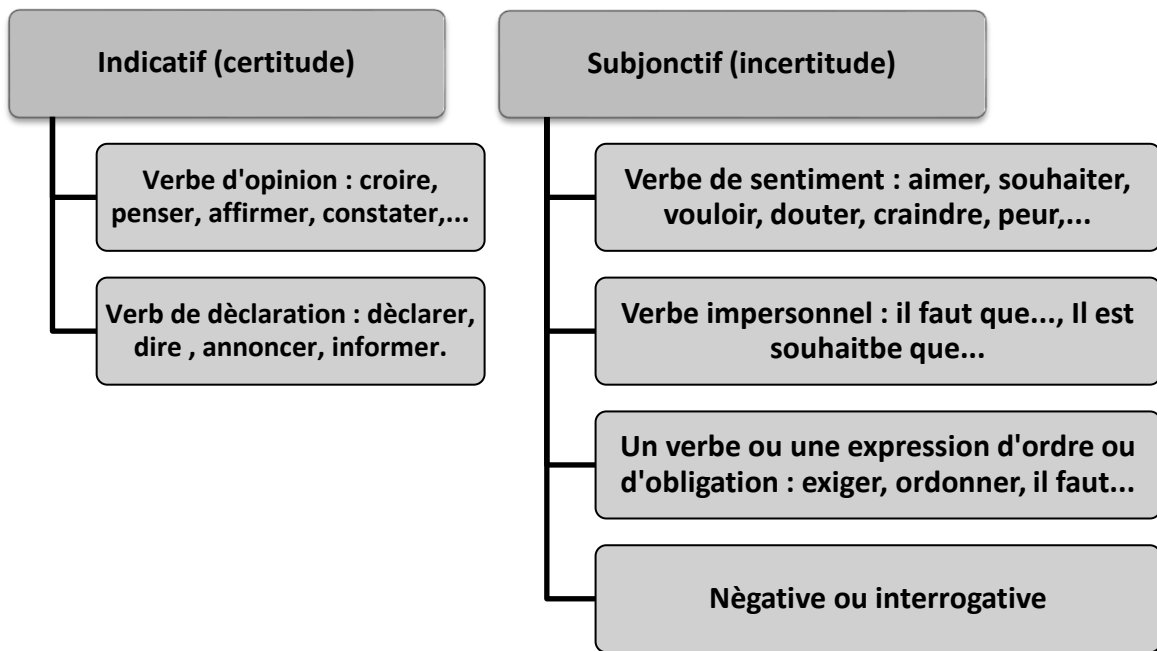 Indicatif (certitude)
Verbe d'opinion : croire,
penser, affirmer, constater,...
Verb de dèclaration : dèclarer,
dire , annoncer, informer.
Subjonctif (incertitude)
Verbe de sentiment : aimer, souhaiter,
vouloir, douter, craindre, peur,...
Verbe impersonnel : il faut que..., Il est
souhaitbe que...
Un verbe ou une expression d'ordre ou
d'obligation : exiger, ordonner, il faut...
Nègative ou interrogative